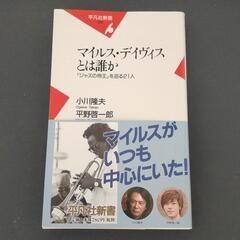 平凡社新書
マイルス・デイヴィス
とは誰か
「ジャズの帝王」を巡る21人
小川隆夫
Ogawa Takao
平野啓一郎
マイルスが
いつも
中心にいた!
平凡社新書